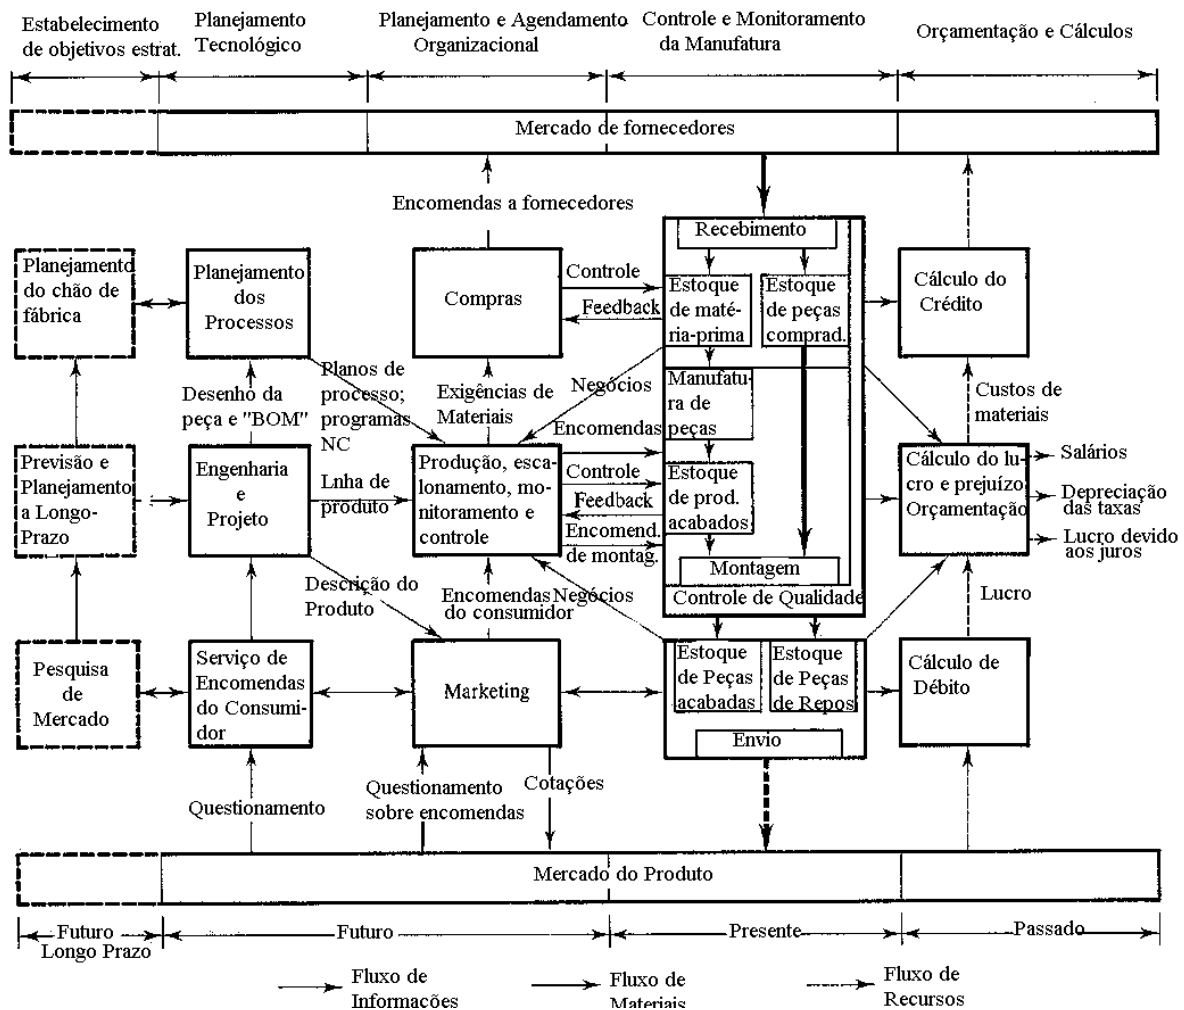 Estabelecimento
de objetivos estrat.
Planejamento
Tecnológico
Planejamento e Agendamento
Organizacional
Controle e Monitoramento
da Manufatura
Orçamentação e Cálculos
Mercado de fornecedores
Encomendas a fornecedores
Planejamento
do chão de
fábrica
Planejamento
dos
Processos
Compras
Controle
Feedback
Recebimento
Estoque
de maté-
ria-prima
Estoque
de peças
comprad.
Cálculo do
Crédito
Desenho da
peça e "BOM"
Planos de
processo;
programas
NC
Exigências de
Materiais
Negócios
Encomendas
Manufatu-
ra de
peças
Custos de
materiais
Previsão e
Planejamento
a Longo-
Prazo
Engenharia
e
Projeto
Lnha de
produto
Produção, esca-
lonamento, mo-
nitoramento e
controle
Controle
Feedback
Encomend.
de montag.
Estoque
de prod.
acabados
Montagem
Controle de Qualidade
Cálculo do lu-
cro e prejuízo
Orçamentação
Salários
Depreciação
das taxas
Lucro devido
aos juros
Descrição do
Produto
Encomendas
do consumidor
Negócios
Lucro
Pesquisa
de
Mercado
Serviço de
Encomendas
do Consumi-
dor
Marketing
Estoque
de Peças
acabadas
Estoque
de Peças
de Repos
Envio
Cálculo de
Débito
Questionamento
Questionamento
sobre encomendas
Cotações
Mercado do Produto
Futuro
Longo Prazo
Futuro
Presente
Passado
Fluxo de
Informações
Fluxo de
Materiais
Fluxo de
Recursos